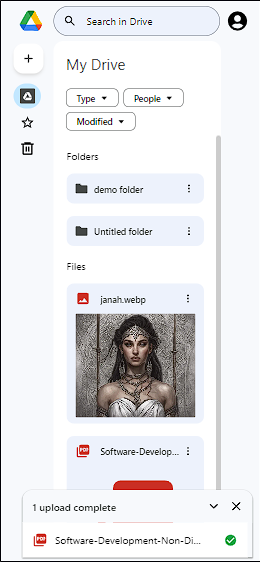 Search in Drive
My Drive
Type
People
Modified
Folders
demo folder
Untitled folder
Files
janah.webp
PDF Software-Develop...
1 upload complete
PDF Software-Development-Non-Di...